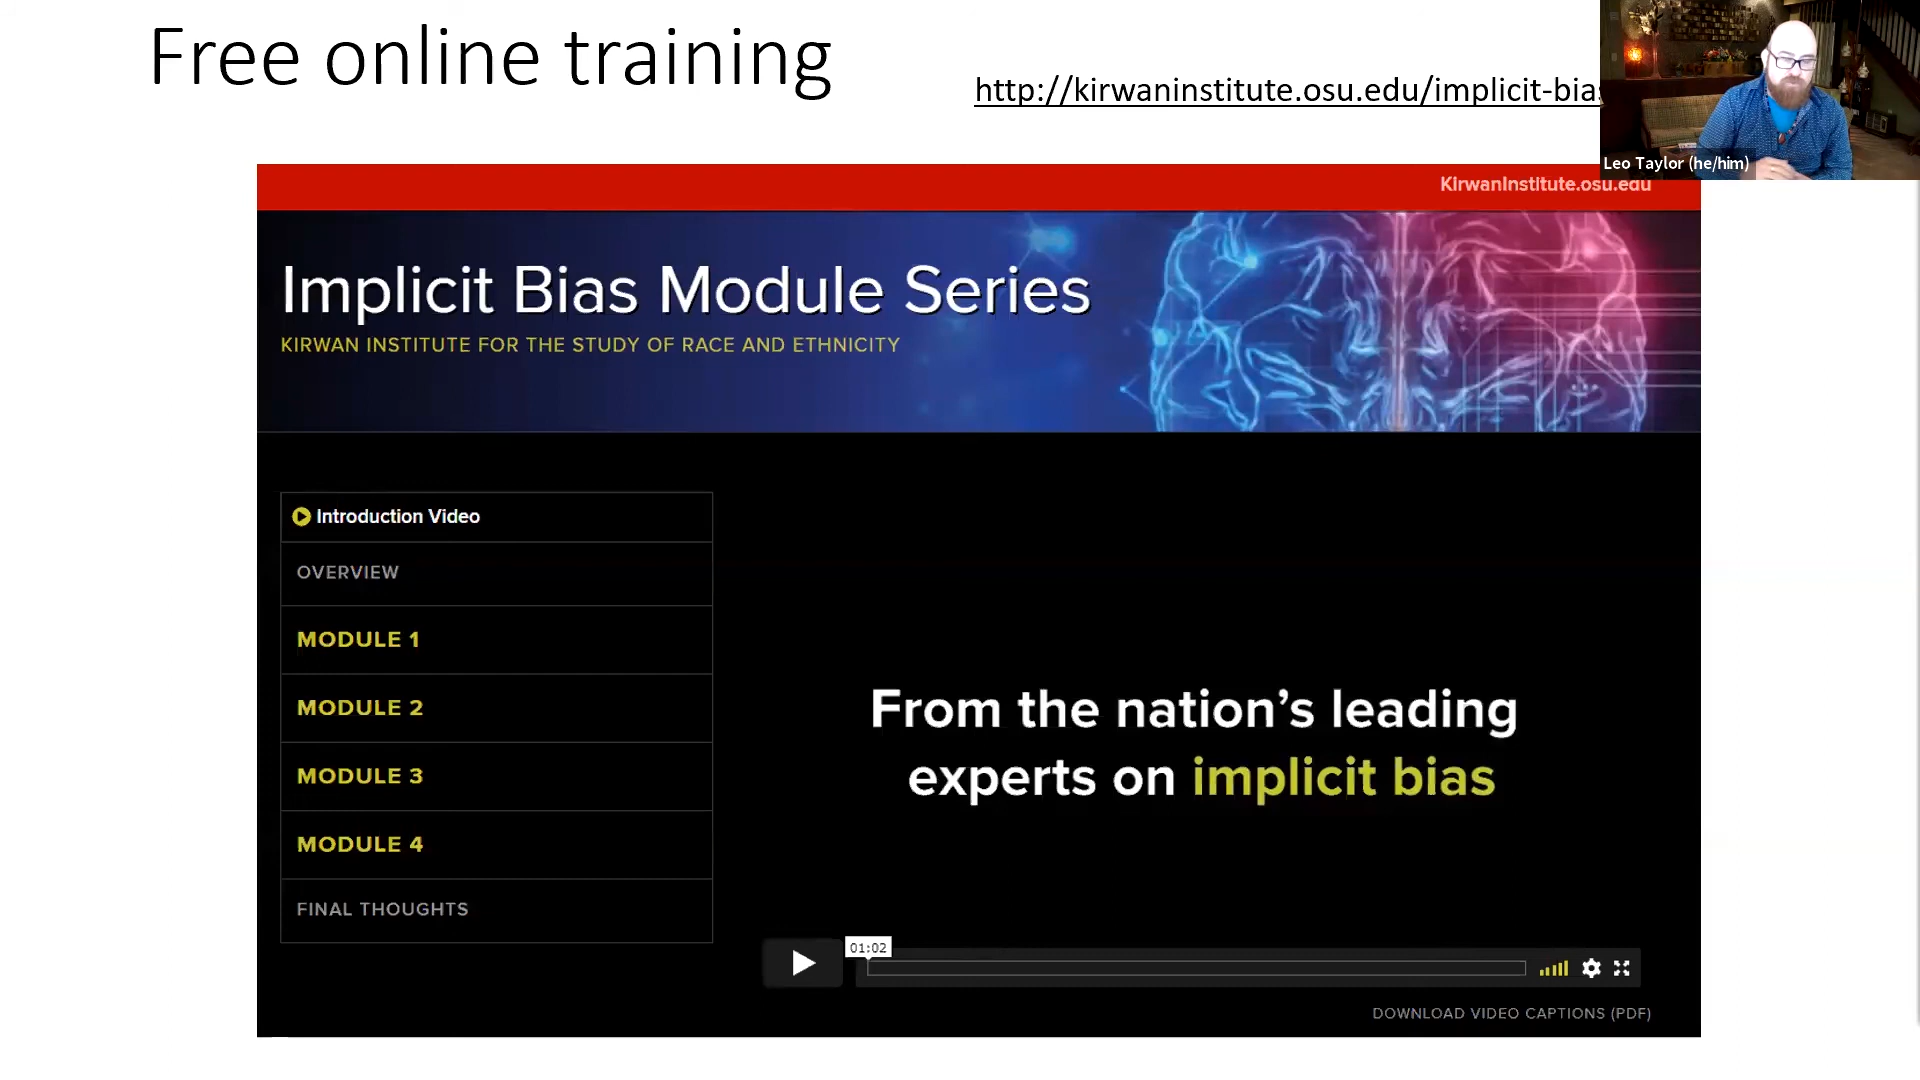 Free online training
http://kirwaninstitute.osu.edu/implicit-bias
Leo Taylor (he/him)
KirwanInstitute.osu.edu
Implicit Bias Module Series
KIRWAN INSTITUTE FOR THE STUDY OF RACE AND ETHNICITY
Introduction Video
OVERVIEW
MODULE 1
MODULE 2
MODULE 3
MODULE 4
FINAL THOUGHTS
From the nation’s leading
experts on implicit bias
01:02
DOWNLOAD VIDEO CAPTIONS (PDF)